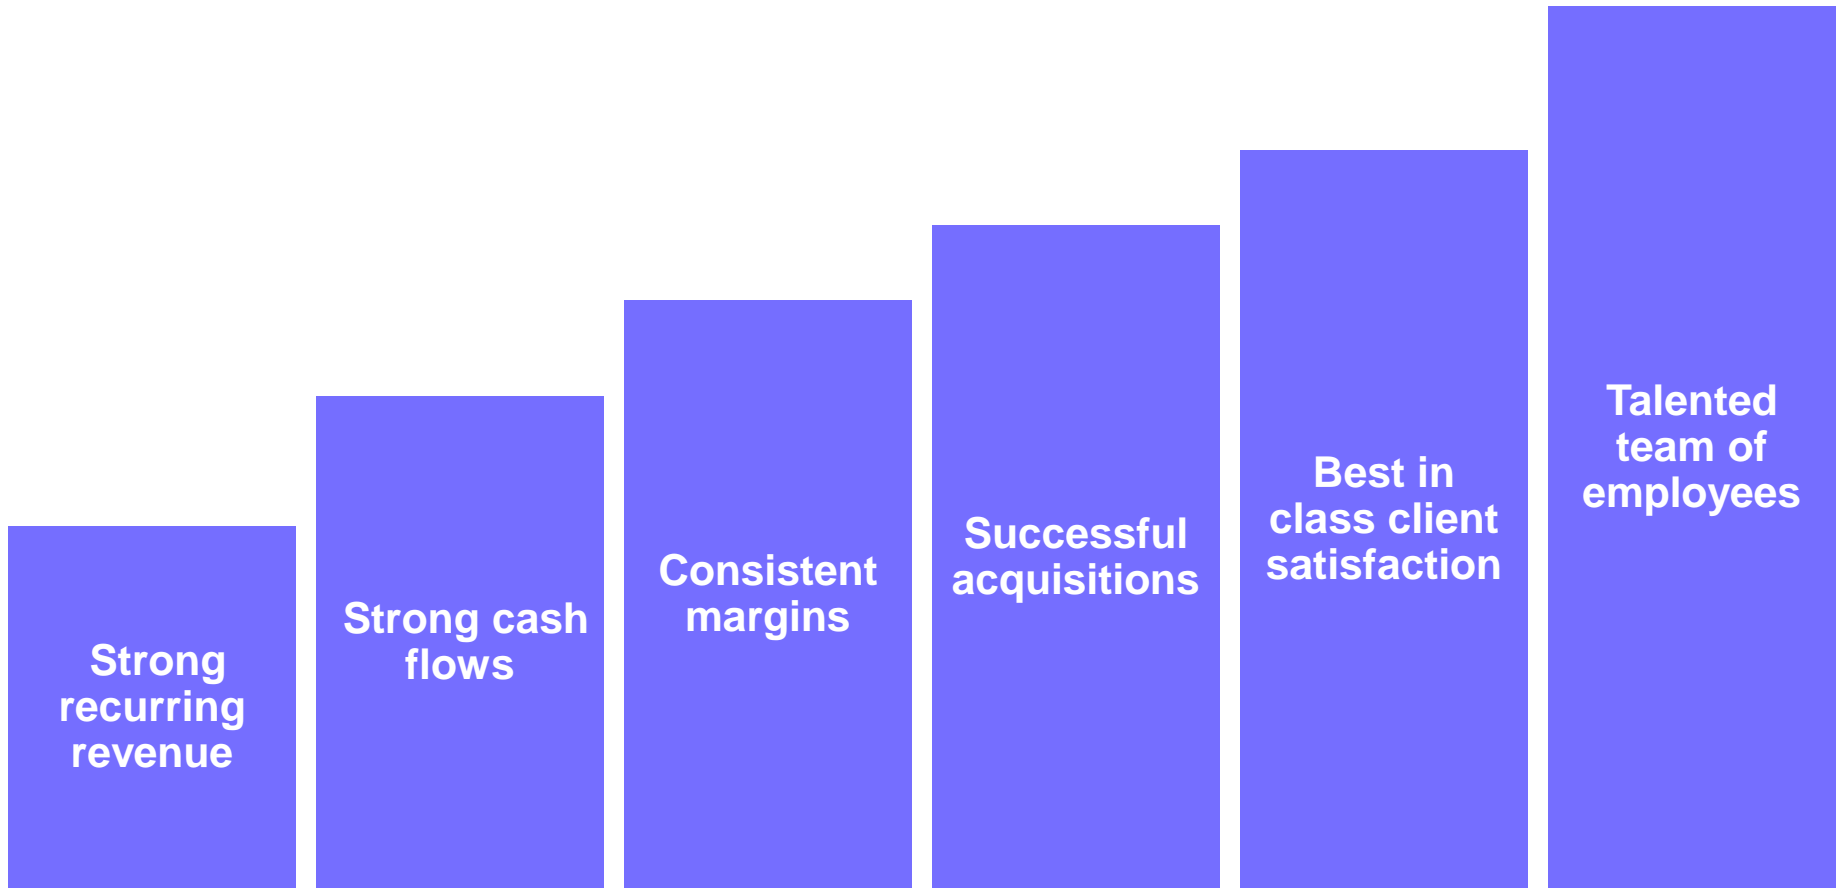 Strong
recurring
revenue
Strong cash
flows
Consistent
margins
Successful
acquisitions
Best in
class client
satisfaction
Talented
team of
employees